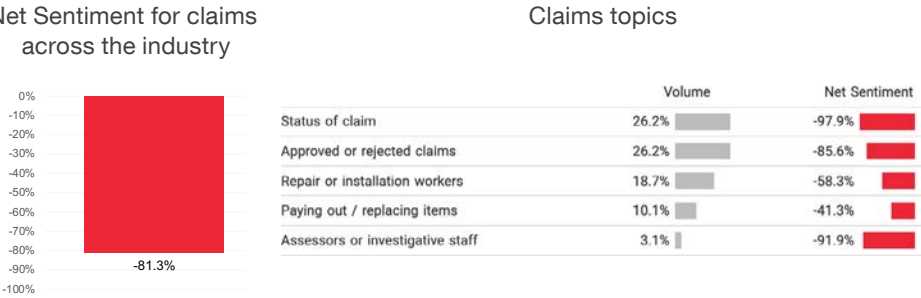 Net Sentiment for claims
across the industry
0%
-10%
-20%
-30%
-40%
-50%
-60%
-70%
-80%
-90%
-100%
-81.3%
Claims topics
Volume Net Sentiment
Status of claim 26.2% -97.9%
Approved or rejected claims 26.2% -85.6%
Repair or installation workers 18.7% -58.3%
Paying out / replacing items 10.1% -41.3%
Assessors or investigative staff 3.1% -91.9%